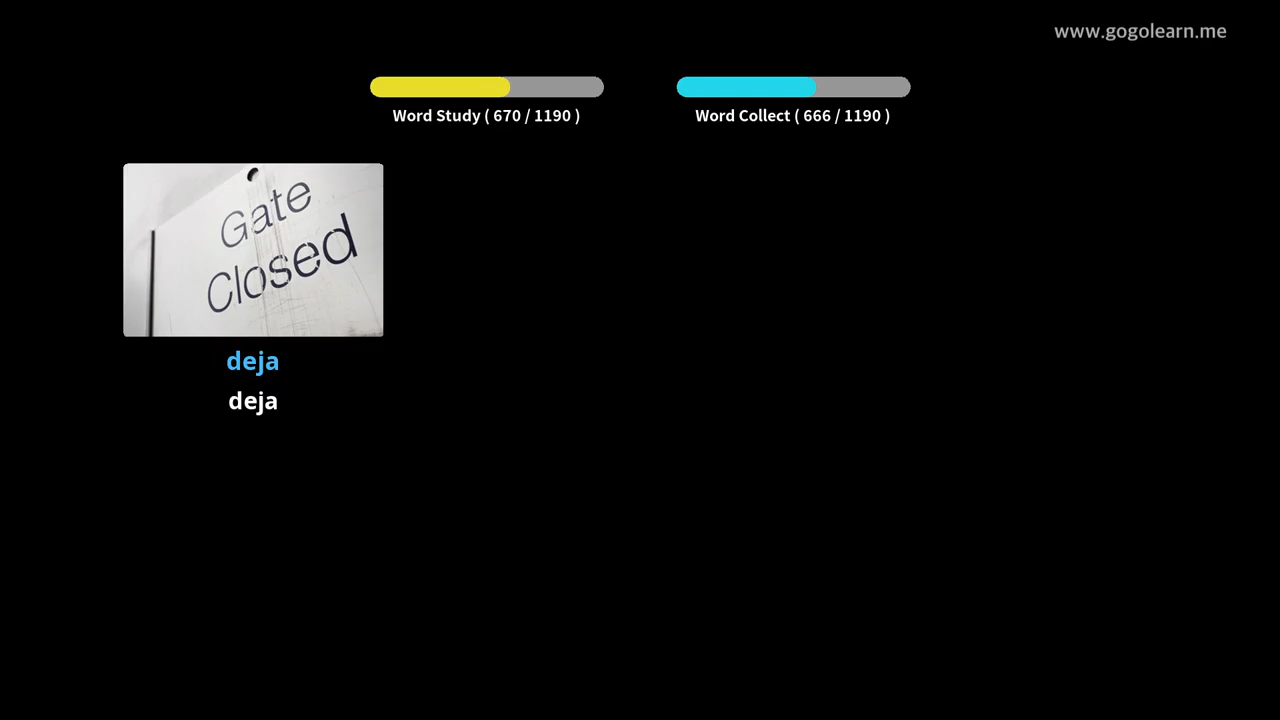 www.gogolearn.me
Word Study ( 670 / 1190 )
Word Collect ( 666 / 1190 )
Gate
Closed
deja
deja